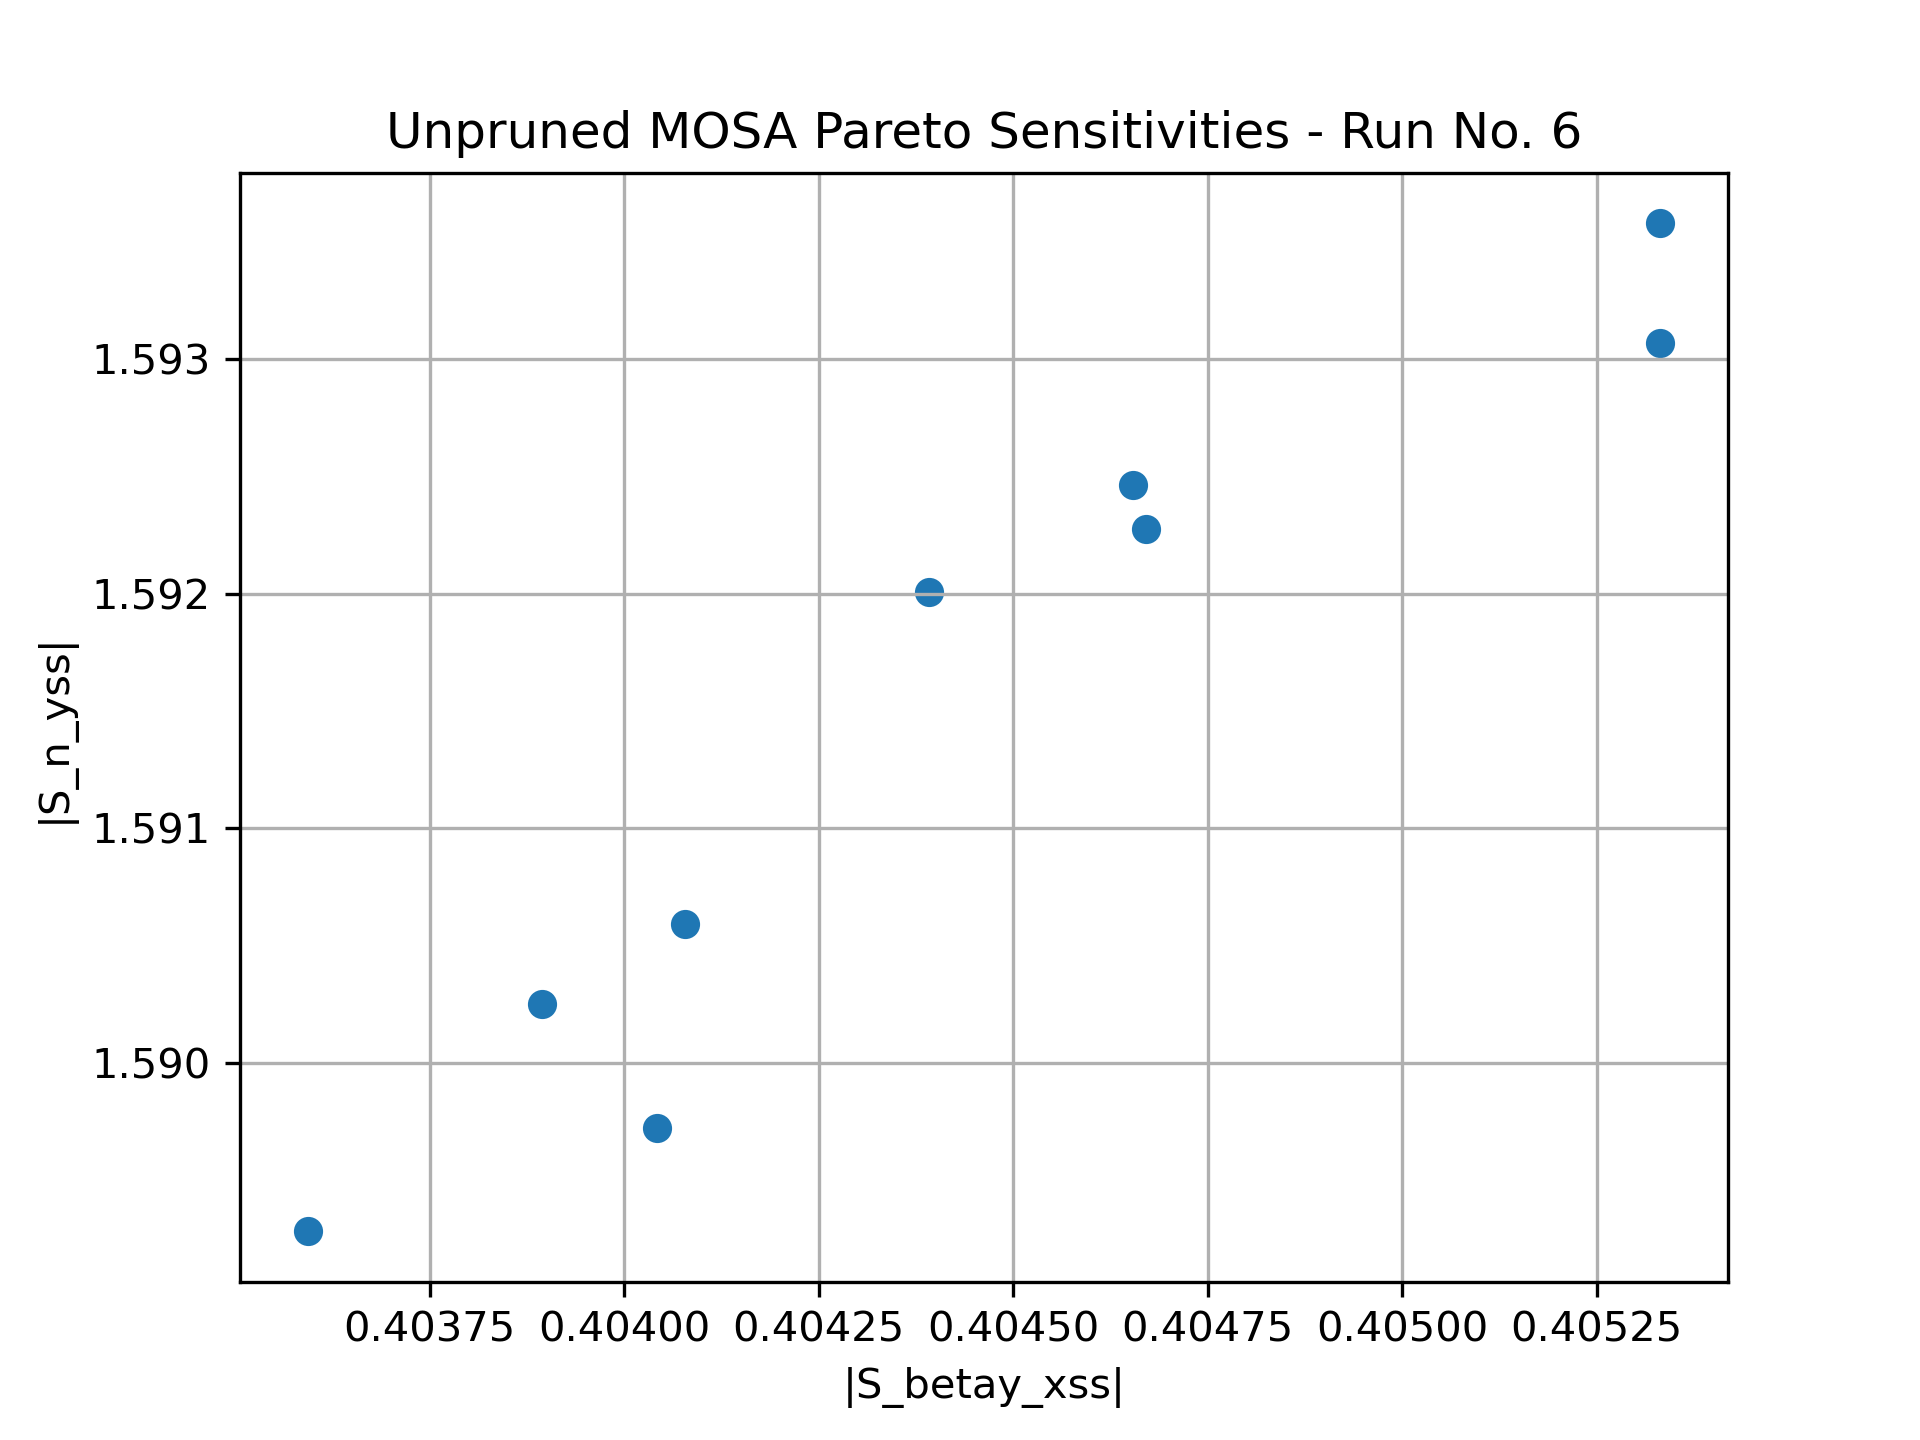 Unpruned MOSA Pareto Sensitivities - Run No. 6
|S_n_yss|
1.593
1.592
1.591
1.590
0.40375 0.40400 0.40425 0.40450 0.40475 0.40500 0.40525
|S_betay_xss|